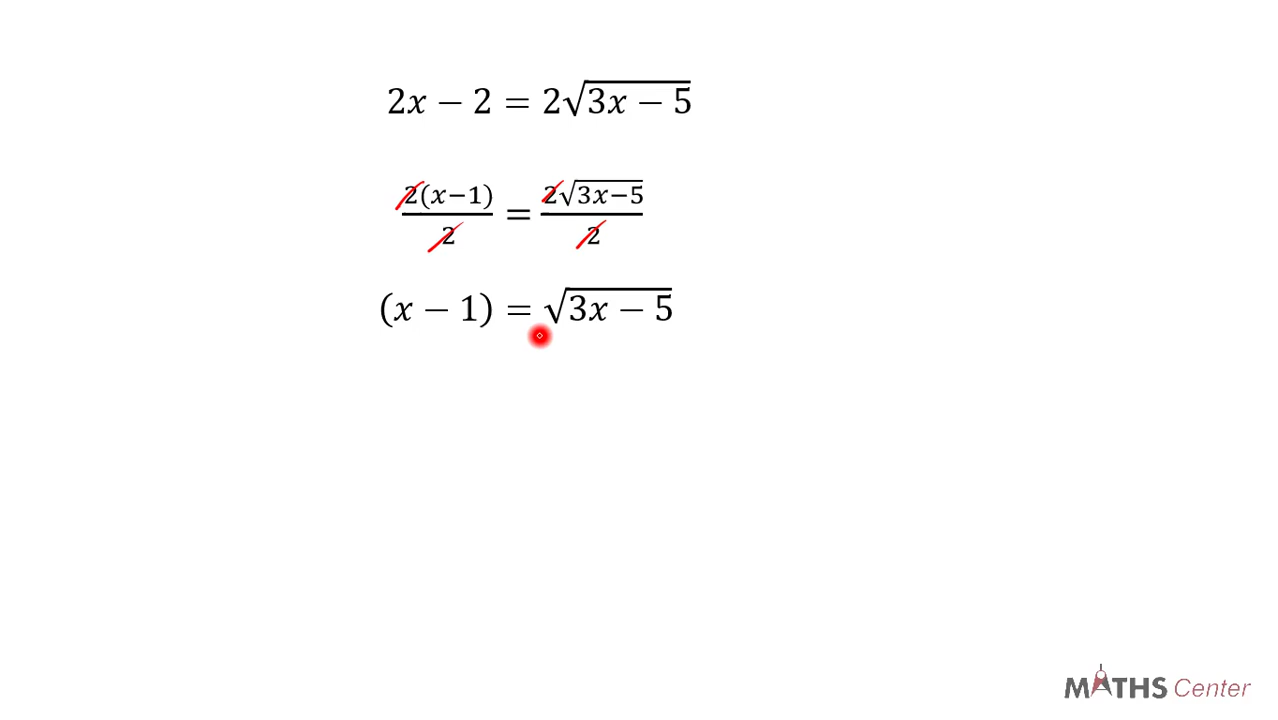 2x − 2 = 2√(3x − 5)
2(x−1)/2 = 2√(3x−5)/2
(x − 1) = √(3x − 5)
MATHS Center